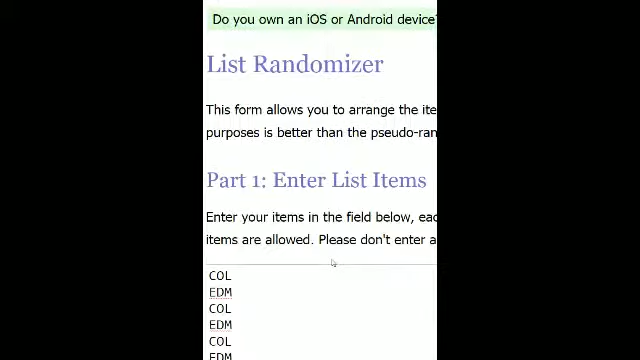 Do you own an iOS or Android device?
List Randomizer
This form allows you to arrange the ite
purposes is better than the pseudo-ran
Part 1: Enter List Items
Enter your items in the field below, eac
items are allowed. Please don't enter a
COL
EDM
COL
EDM
COL
EDM